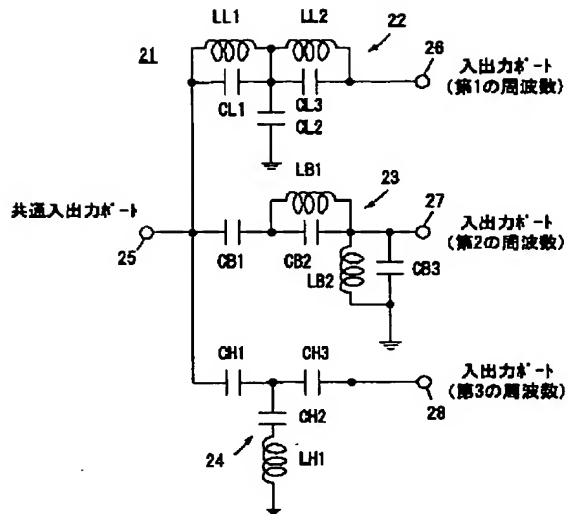 LL1
LL2
21
22
26
入出力ポート
(第1の周波数)
CL1
CL3
CL2
LB1
23
27
共通入出力ポート
入出力ポート
(第2の周波数)
25
CB1
CB2
LB2
CB3
CH1
CH3
入出力ポート
(第3の周波数)
28
CH2
24
LH1